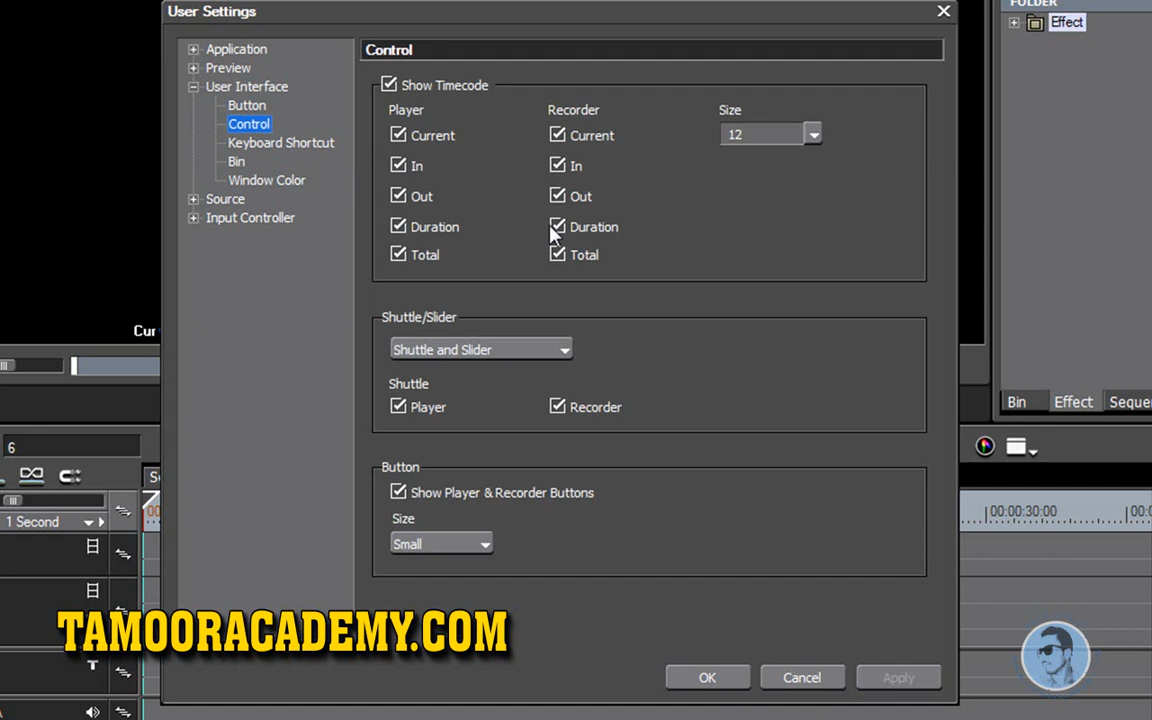 User Settings
FOLDER
Effect
Application
Preview
User Interface
Button
Control
Keyboard Shortcut
Bin
Window Color
Source
Input Controller
Control
Show Timecode
Player Recorder Size
Current Current 12
In In
Out Out
Duration Duration
Total Total
Shuttle/Slider
Shuttle and Slider
Shuttle
Player Recorder
Button
Show Player & Recorder Buttons
Size
Small
OK Cancel Apply
Bin Effect Seque
Cur
6
1 Second
00:00:30:00
T
TAMOORACADEMY.COM